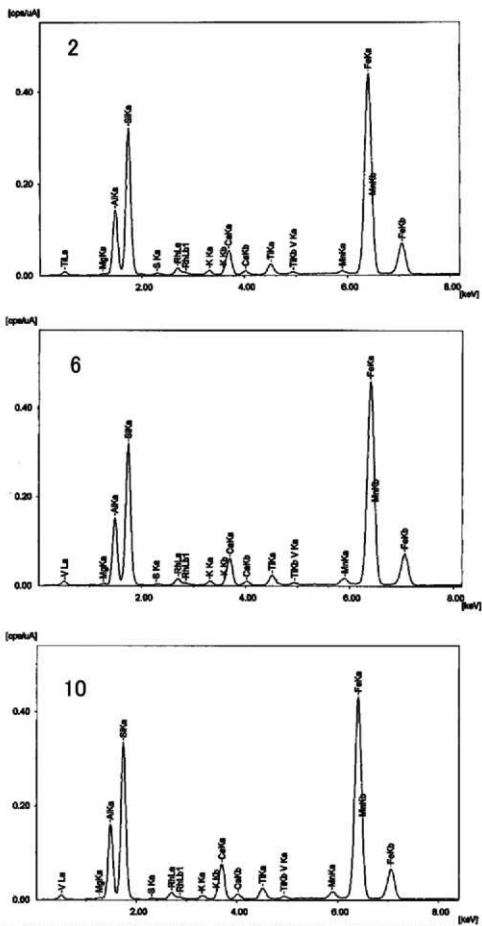 [cps/uA]
2
0.40
0.20
0.00
TiLa
MgKa
AlKa
SiKa
S Ka
RhLa
RhLb1
K Ka
K Kb
CaKa
CaKb
TiKa
TiKb V Ka
MnKa
FeKa
MnKb
FeKb
2.00 4.00 6.00 8.00
[keV]
[cps/uA]
6
0.40
0.20
0.00
V La
MgKa
AlKa
SiKa
S Ka
RhLa
RhLb1
K Ka
K Kb
CaKa
CaKb
TiKa
TiKb V Ka
MnKa
FeKa
MnKb
FeKb
2.00 4.00 6.00 8.00
[keV]
[cps/uA]
10
0.40
0.20
0.00
V La
MgKa
AlKa
SiKa
S Ka
RhLa
RhLb1
K Ka
K Kb
CaKa
CaKb
TiKa
TiKb V Ka
MnKa
FeKa
MnKb
FeKb
2.00 4.00 6.00 8.00
[keV]